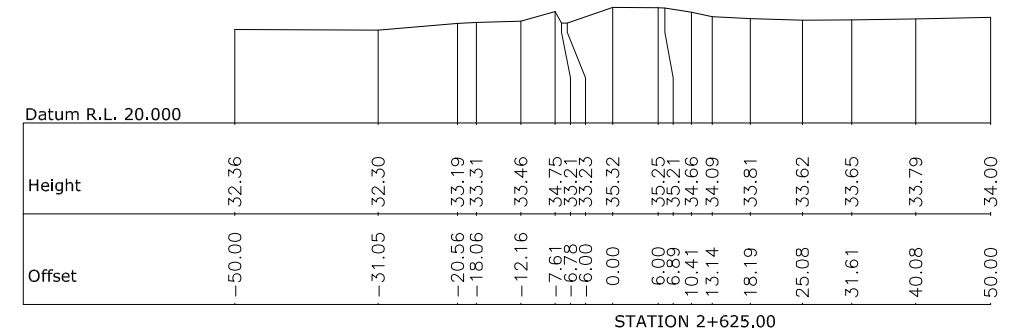 Datum R.L. 20.000
Height 32.36 32.30 33.19 33.31 33.46 34.75 33.21 33.23 35.32 35.25 35.21 34.66 34.09 33.81 33.62 33.65 33.79 34.00
Offset -50.00 -31.05 -20.56 -18.06 -12.16 -7.61 -6.78 -6.00 0.00 6.00 6.89 10.41 13.14 18.19 25.08 31.61 40.08 50.00
STATION 2+625.00